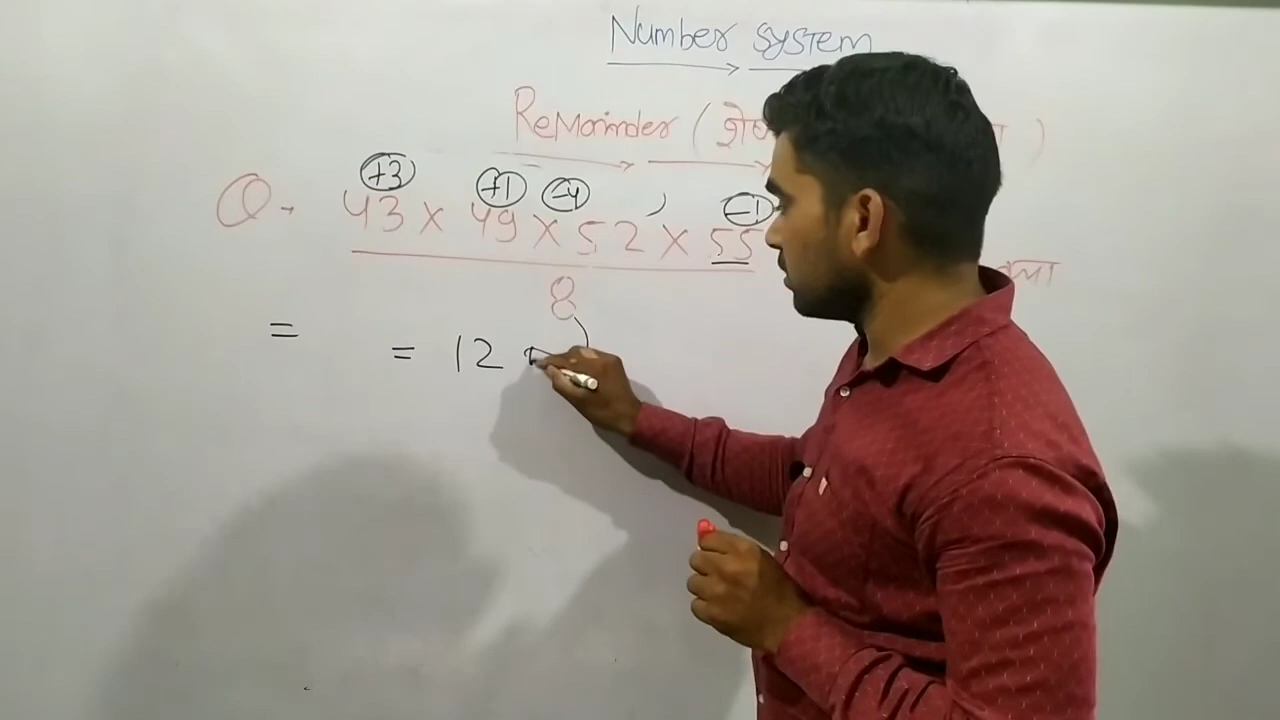 Number system
Remainder ( शेष )
+3 +1 -4 -1
Q. 43 x 49 x 52 x 55
8
= = 12